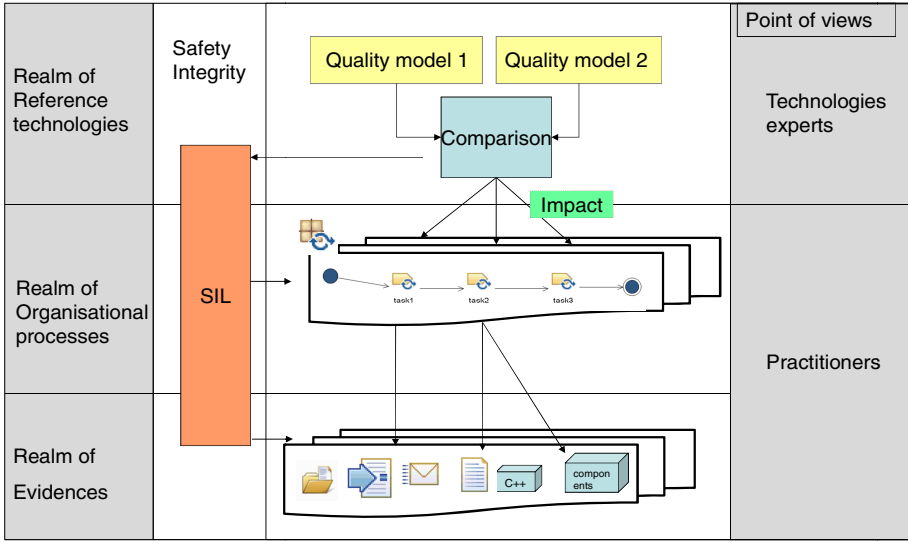 Point of views
Safety
Integrity
Quality model 1
Quality model 2
Realm of
Reference
technologies
Technologies
experts
Comparison
Impact
Realm of
Organisational
processes
SIL
task1
task2
task3
Practitioners
Realm of
Evidences
C++
compon
ents